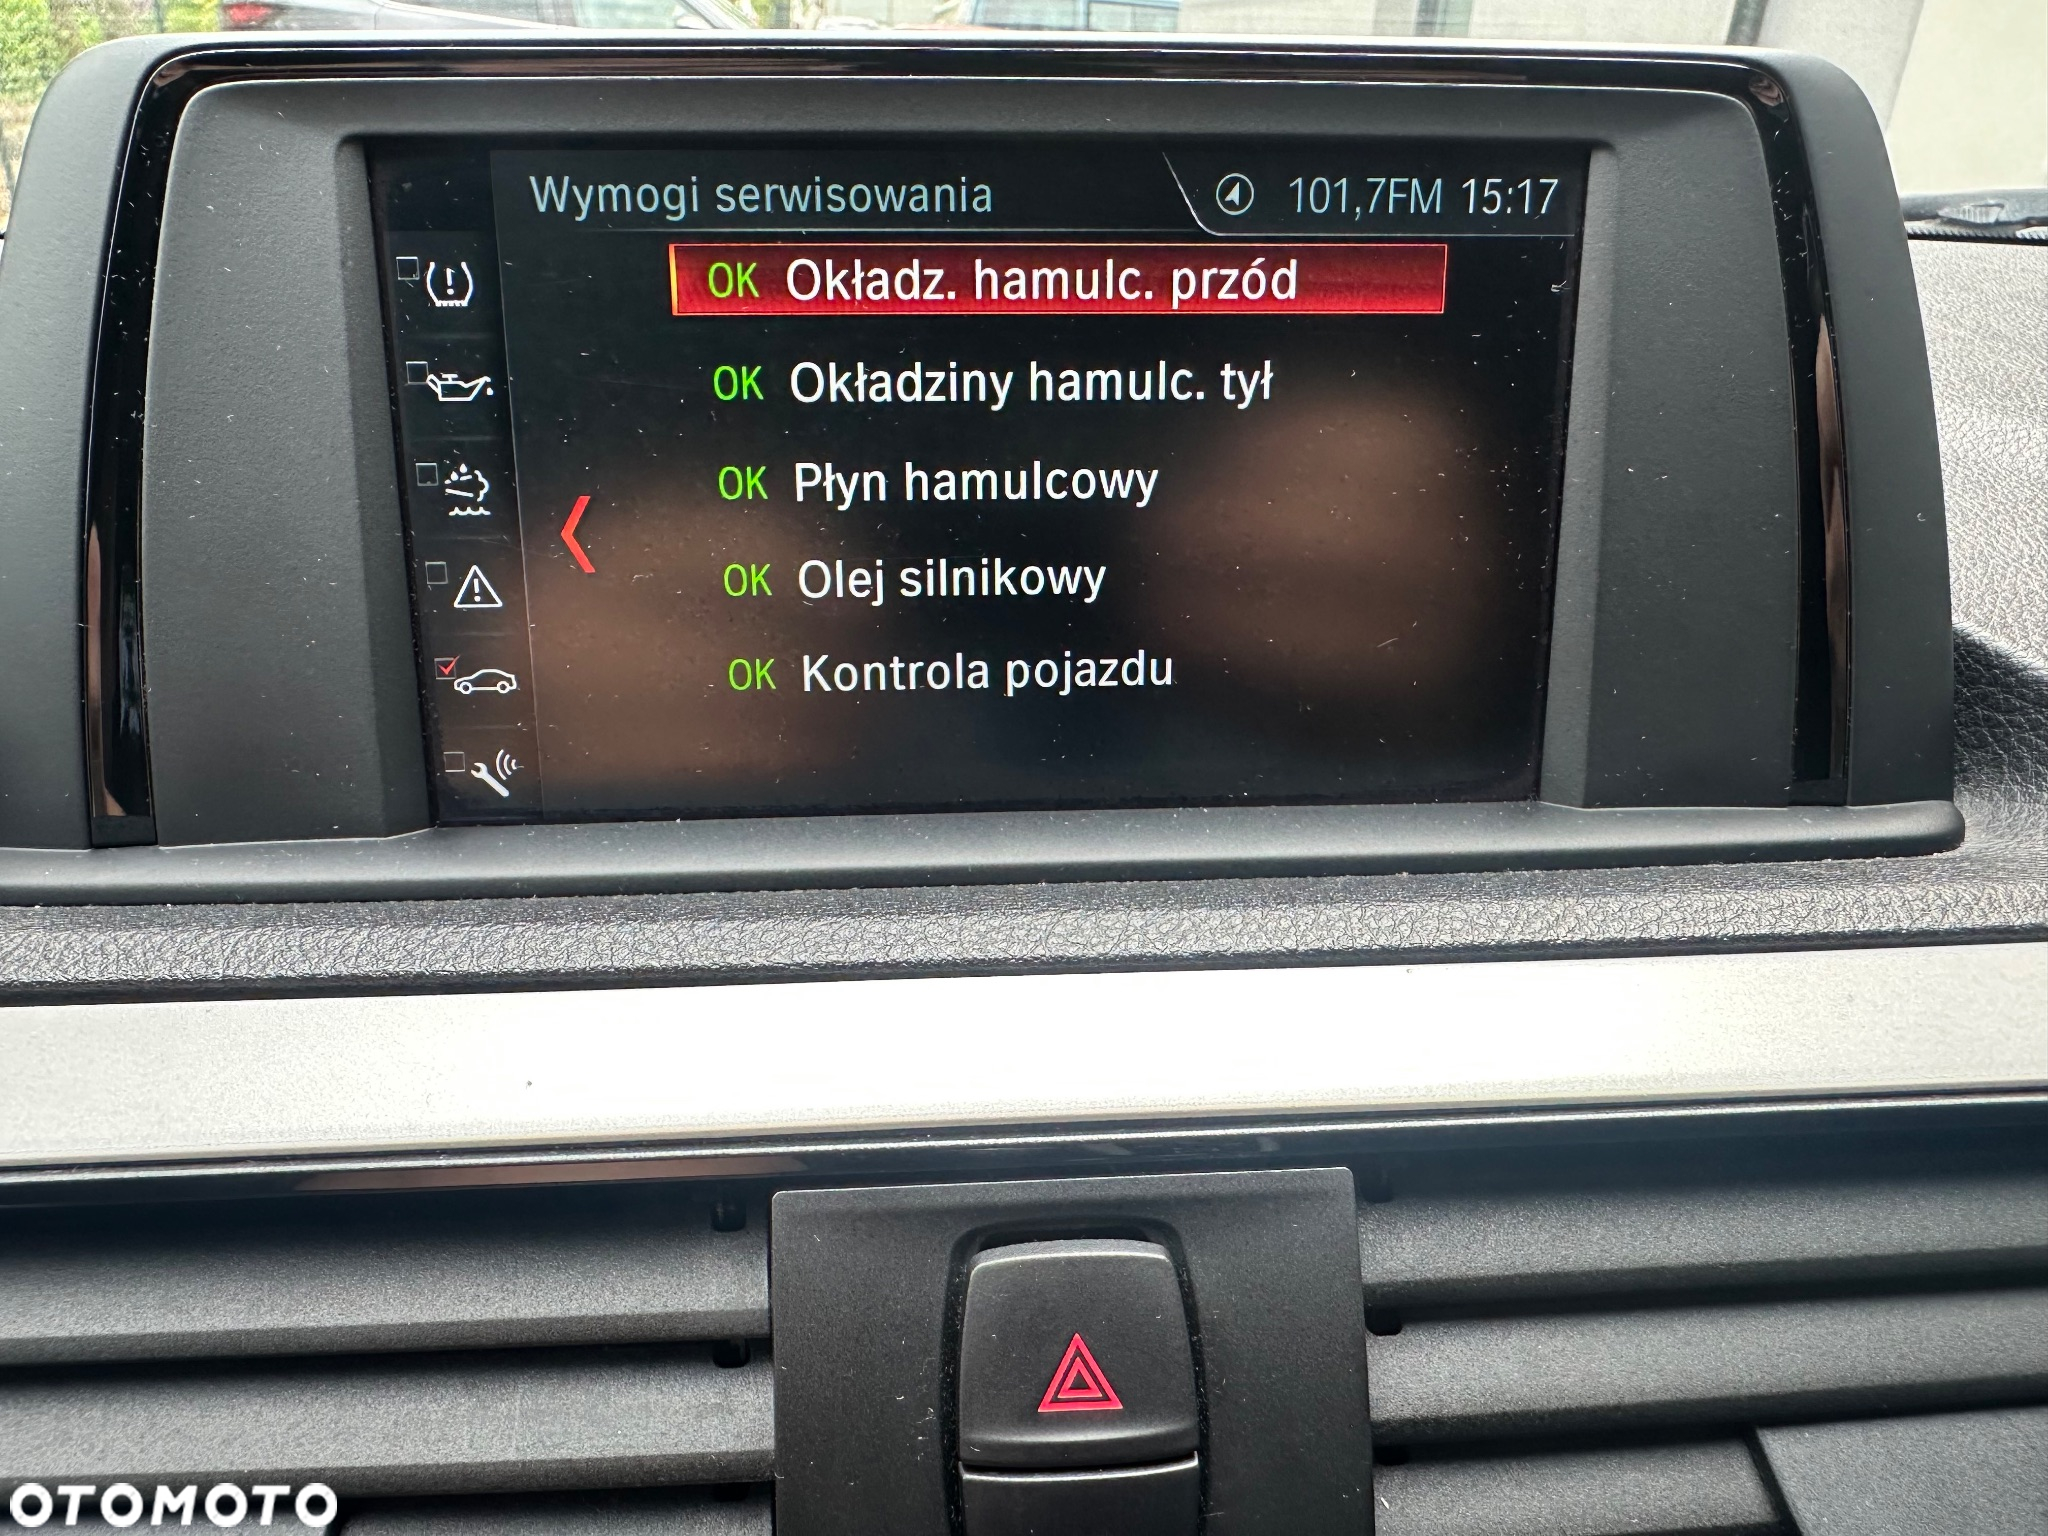 Wymogi serwisowania 101,7FM 15:17
OK Okładz. hamulc. przód
OK Okładziny hamulc. tył
OK Płyn hamulcowy
OK Olej silnikowy
OK Kontrola pojazdu
OTOMOTO